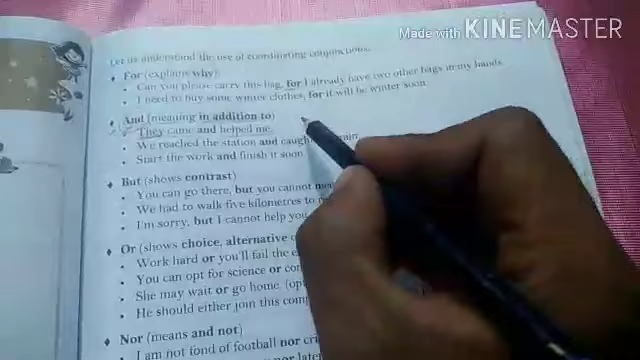 Made with KINEMASTER
Let us understand the use of coordinating conjunctions.
♦ For (explains why)
• Can you please carry this bag, for I already have two other bags in my hands.
• I need to buy some winter clothes, for it will be winter soon.
♦ And (meaning in addition to)
• They came and helped me.
• We reached the station and
• Start the work and finish it soon
♦ But (shows contrast)
• You can go there, but you cannot
• We had to walk five kilometres to
• I'm sorry, but I cannot help you
♦ Or (shows choice, alternative
• Work hard or you'll fail the
• You can opt for science or
• She may wait or go home
• He should either join this
♦ Nor (means and not)
• I am not fond of football nor
nor later